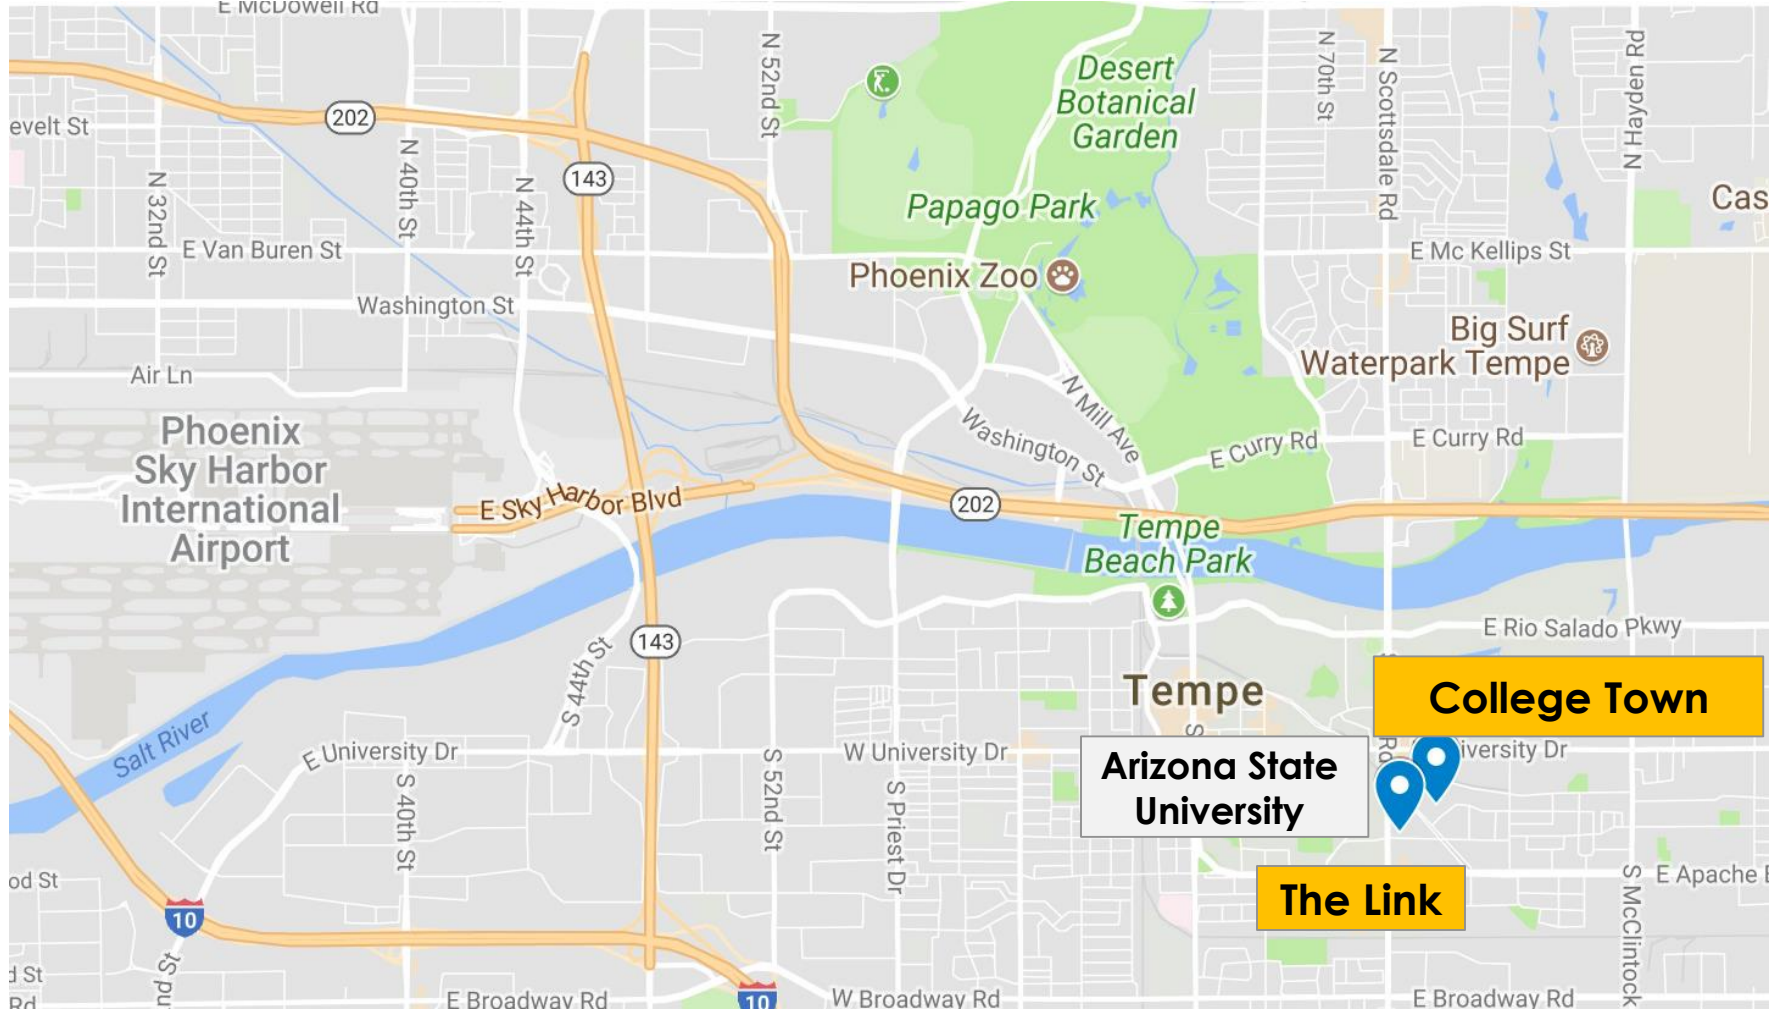 E McDowell Rd
202
evelt St
143
N 40th St
N 32nd St
N 44th St
N 52nd St
Desert
Botanical
Garden
N 70th St
N Scottsdale Rd
N Hayden Rd
Papago Park
Cas
E Van Buren St
Phoenix Zoo
E Mc Kellips St
Washington St
Big Surf
Waterpark Tempe
Air Ln
N Mill Ave
Phoenix
Sky Harbor
International
Airport
Washington St
E Curry Rd
E Curry Rd
E Sky Harbor Blvd
202
Tempe
Beach Park
143
E Rio Salado Pkwy
S 44th St
Tempe
College Town
Salt River
E University Dr
W University Dr
S
Ro
iversity Dr
Arizona State
University
S 40th St
S 52nd St
S Priest Dr
od St
The Link
S McClintock
E Apache
10
d St
Rd
E Broadway Rd
10
W Broadway Rd
E Broadway Rd